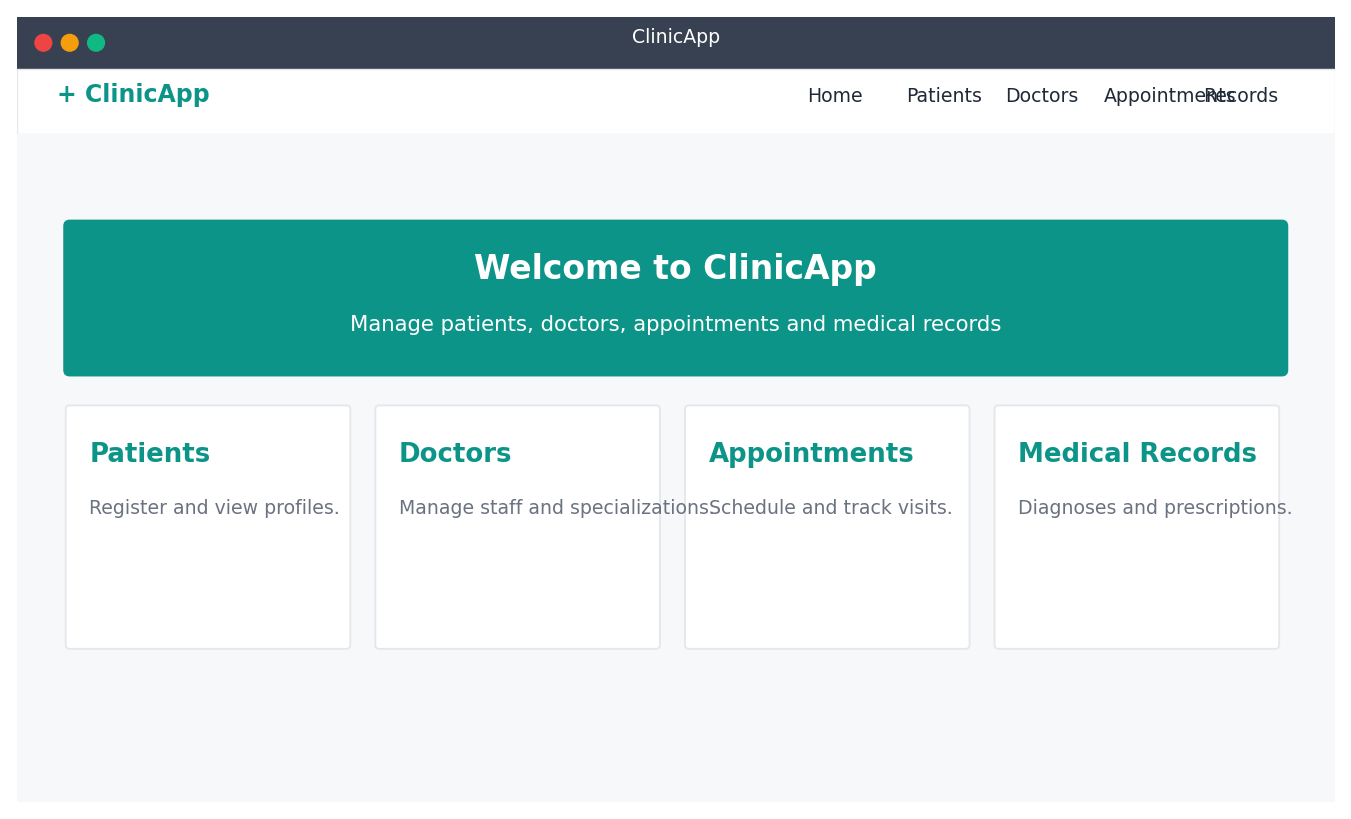 ClinicApp
+ ClinicApp
Home Patients Doctors Appointments Records
Welcome to ClinicApp
Manage patients, doctors, appointments and medical records
Patients Doctors Appointments Medical Records
Register and view profiles. Manage staff and specializations. Schedule and track visits. Diagnoses and prescriptions.